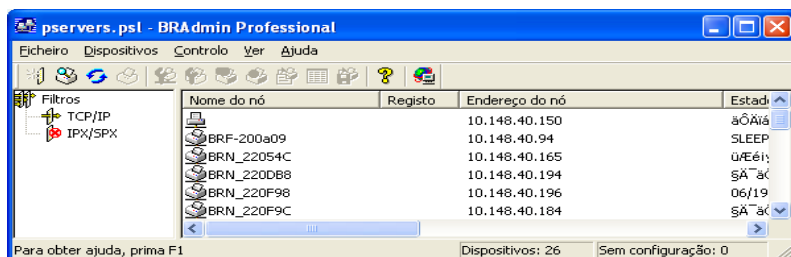 pservers.psl - BRAdmin Professional
Ficheiro Dispositivos Controlo Ver Ajuda
Filtros
TCP/IP
IPX/SPX
Nome do nó Registo Endereço do nó Estad
10.148.40.150
BRF-200a09 10.148.40.94 SLEEP
BRN_22054C 10.148.40.165
BRN_220DB8 10.148.40.194
BRN_220F98 10.148.40.196 06/19
BRN_220F9C 10.148.40.184
Para obter ajuda, prima F1 Dispositivos: 26 Sem configuração: 0